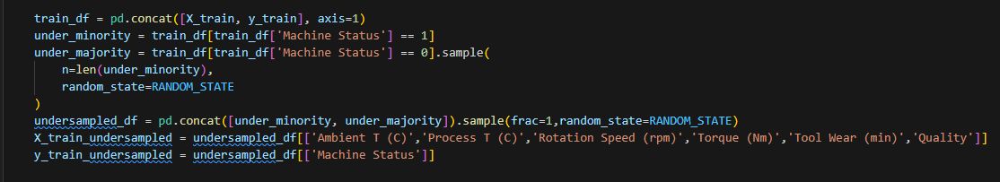 train_df = pd.concat([X_train, y_train], axis=1)
under_minority = train_df[train_df['Machine Status'] == 1]
under_majority = train_df[train_df['Machine Status'] == 0].sample(
    n=len(under_minority),
    random_state=RANDOM_STATE
)
undersampled_df = pd.concat([under_minority, under_majority]).sample(frac=1,random_state=RANDOM_STATE)
X_train_undersampled = undersampled_df[['Ambient T (C)','Process T (C)','Rotation Speed (rpm)','Torque (Nm)','Tool Wear (min)','Quality']]
y_train_undersampled = undersampled_df[['Machine Status']]